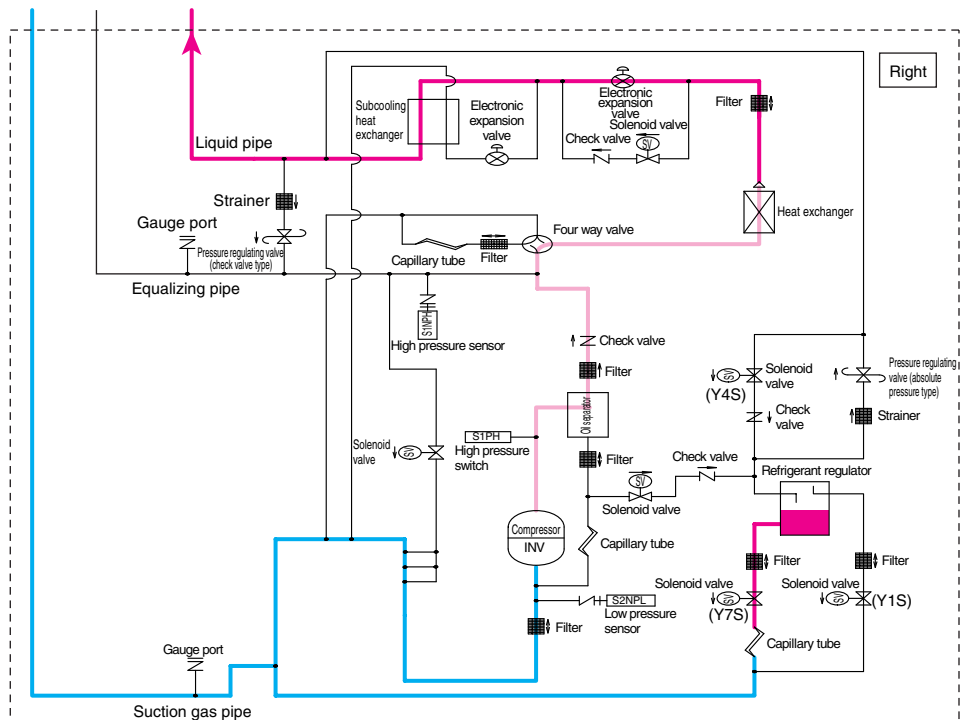 Right
Subcooling
heat
exchanger
Electronic
expansion
valve
Electronic
expansion
valve
Solenoid valve
Check valve
SV
Filter
Liquid pipe
Strainer
Gauge port
Pressure regulating valve
(check valve type)
Equalizing pipe
Capillary tube
Filter
Four way valve
Heat exchanger
S1NPH
High pressure sensor
Check valve
Filter
Oil separator
SV
Solenoid
valve
(Y4S)
Check
valve
Pressure regulating
valve (absolute
pressure type)
Strainer
Solenoid
valve
SV
S1PH
High pressure
switch
Filter
SV
Solenoid valve
Check valve
Refrigerant regulator
Compressor
INV
Capillary tube
Filter
Filter
Solenoid valve
SV
(Y7S)
Solenoid valve
SV
(Y1S)
S2NPL
Low pressure
sensor
Filter
Capillary tube
Gauge port
Suction gas pipe